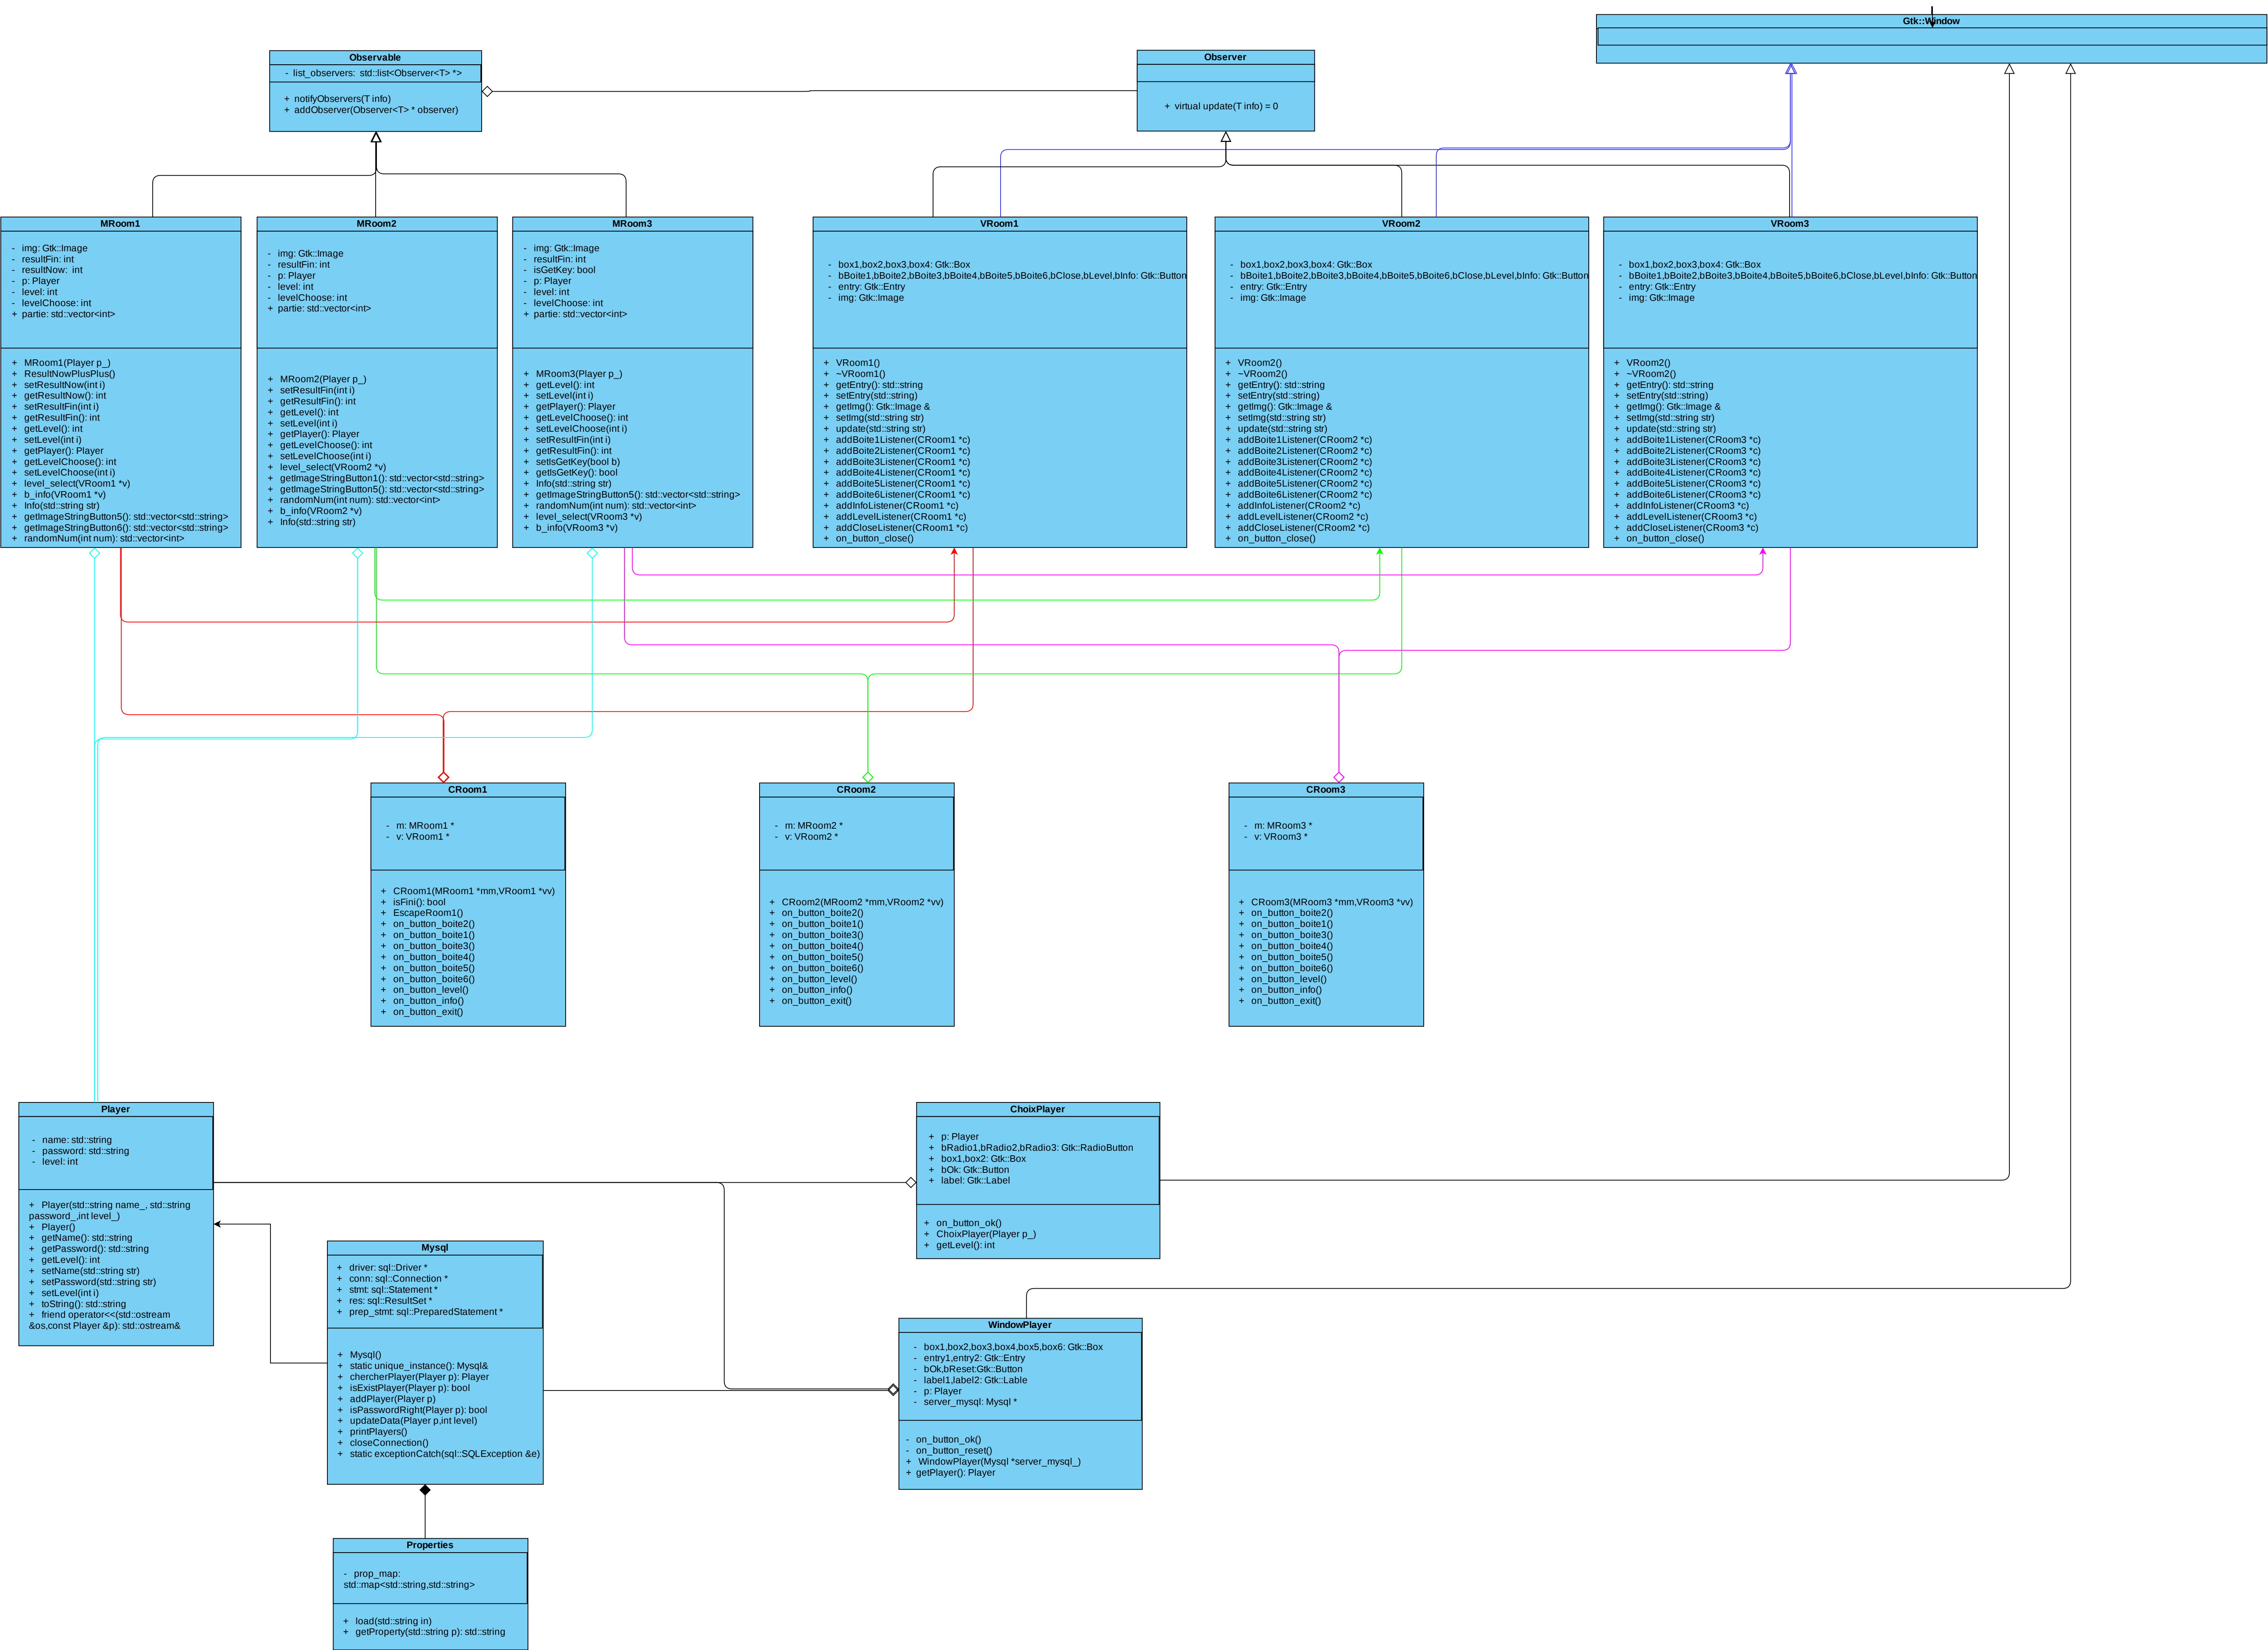 Gtk::Window
Observable
- list_observers: std::list<Observer<T> *>
+ notifyObservers(T info)
+ addObserver(Observer<T> * observer)
Observer
+ virtual update(T info) = 0
MRoom1
- img: Gtk::Image
- resultFin: int
- resultNow: int
- p: Player
- level: int
- levelChoose: int
+ partie: std::vector<int>
+ MRoom1(Player p_)
+ ResultNowPlusPlus()
+ setResultNow(int i)
+ getResultNow(): int
+ setResultFin(int i)
+ getResultFin(): int
+ getLevel(): int
+ setLevel(int i)
+ getPlayer(): Player
+ getLevelChoose(): int
+ setLevelChoose(int i)
+ level_select(VRoom1 *v)
+ b_info(VRoom1 *v)
+ Info(std::string str)
+ getImageStringButton5(): std::vector<std::string>
+ getImageStringButton6(): std::vector<std::string>
+ randomNum(int num): std::vector<int>
MRoom2
- img: Gtk::Image
- resultFin: int
- p: Player
- level: int
- levelChoose: int
+ partie: std::vector<int>
+ MRoom2(Player p_)
+ setResultFin(int i)
+ getResultFin(): int
+ getLevel(): int
+ setLevel(int i)
+ getPlayer(): Player
+ getLevelChoose(): int
+ setLevelChoose(int i)
+ level_select(VRoom2 *v)
+ getImageStringButton1(): std::vector<std::string>
+ getImageStringButton5(): std::vector<std::string>
+ randomNum(int num): std::vector<int>
+ b_info(VRoom2 *v)
+ Info(std::string str)
MRoom3
- img: Gtk::Image
- resultFin: int
- isGetKey: bool
- p: Player
- level: int
- levelChoose: int
+ partie: std::vector<int>
+ MRoom3(Player p_)
+ getLevel(): int
+ setLevel(int i)
+ getPlayer(): Player
+ getLevelChoose(): int
+ setLevelChoose(int i)
+ setResultFin(int i)
+ getResultFin(): int
+ setIsGetKey(bool b)
+ getIsGetKey(): bool
+ Info(std::string str)
+ getImageStringButton5(): std::vector<std::string>
+ randomNum(int num): std::vector<int>
+ level_select(VRoom3 *v)
+ b_info(VRoom3 *v)
VRoom1
- box1,box2,box3,box4: Gtk::Box
- bBoite1,bBoite2,bBoite3,bBoite4,bBoite5,bBoite6,bClose,bLevel,bInfo: Gtk::Button
- entry: Gtk::Entry
- img: Gtk::Image
+ VRoom1()
+ ~VRoom1()
+ getEntry(): std::string
+ setEntry(std::string)
+ getImg(): Gtk::Image &
+ setImg(std::string str)
+ update(std::string str)
+ addBoite1Listener(CRoom1 *c)
+ addBoite2Listener(CRoom1 *c)
+ addBoite3Listener(CRoom1 *c)
+ addBoite4Listener(CRoom1 *c)
+ addBoite5Listener(CRoom1 *c)
+ addBoite6Listener(CRoom1 *c)
+ addInfoListener(CRoom1 *c)
+ addLevelListener(CRoom1 *c)
+ addCloseListener(CRoom1 *c)
+ on_button_close()
VRoom2
- box1,box2,box3,box4: Gtk::Box
- bBoite1,bBoite2,bBoite3,bBoite4,bBoite5,bBoite6,bClose,bLevel,bInfo: Gtk::Button
- entry: Gtk::Entry
- img: Gtk::Image
+ VRoom2()
+ ~VRoom2()
+ getEntry(): std::string
+ setEntry(std::string)
+ getImg(): Gtk::Image &
+ setImg(std::string str)
+ update(std::string str)
+ addBoite1Listener(CRoom2 *c)
+ addBoite2Listener(CRoom2 *c)
+ addBoite3Listener(CRoom2 *c)
+ addBoite4Listener(CRoom2 *c)
+ addBoite5Listener(CRoom2 *c)
+ addBoite6Listener(CRoom2 *c)
+ addInfoListener(CRoom2 *c)
+ addLevelListener(CRoom2 *c)
+ addCloseListener(CRoom2 *c)
+ on_button_close()
VRoom3
- box1,box2,box3,box4: Gtk::Box
- bBoite1,bBoite2,bBoite3,bBoite4,bBoite5,bBoite6,bClose,bLevel,bInfo: Gtk::Button
- entry: Gtk::Entry
- img: Gtk::Image
+ VRoom2()
+ ~VRoom2()
+ getEntry(): std::string
+ setEntry(std::string)
+ getImg(): Gtk::Image &
+ setImg(std::string str)
+ update(std::string str)
+ addBoite1Listener(CRoom3 *c)
+ addBoite2Listener(CRoom3 *c)
+ addBoite3Listener(CRoom3 *c)
+ addBoite4Listener(CRoom3 *c)
+ addBoite5Listener(CRoom3 *c)
+ addBoite6Listener(CRoom3 *c)
+ addInfoListener(CRoom3 *c)
+ addLevelListener(CRoom3 *c)
+ addCloseListener(CRoom3 *c)
+ on_button_close()
CRoom1
- m: MRoom1 *
- v: VRoom1 *
+ CRoom1(MRoom1 *mm,VRoom1 *vv)
+ isFini(): bool
+ EscapeRoom1()
+ on_button_boite2()
+ on_button_boite1()
+ on_button_boite3()
+ on_button_boite4()
+ on_button_boite5()
+ on_button_boite6()
+ on_button_level()
+ on_button_info()
+ on_button_exit()
CRoom2
- m: MRoom2 *
- v: VRoom2 *
+ CRoom2(MRoom2 *mm,VRoom2 *vv)
+ on_button_boite2()
+ on_button_boite1()
+ on_button_boite3()
+ on_button_boite4()
+ on_button_boite5()
+ on_button_boite6()
+ on_button_level()
+ on_button_info()
+ on_button_exit()
CRoom3
- m: MRoom3 *
- v: VRoom3 *
+ CRoom3(MRoom3 *mm,VRoom3 *vv)
+ on_button_boite2()
+ on_button_boite1()
+ on_button_boite3()
+ on_button_boite4()
+ on_button_boite5()
+ on_button_boite6()
+ on_button_level()
+ on_button_info()
+ on_button_exit()
Player
- name: std::string
- password: std::string
- level: int
+ Player(std::string name_, std::string
password_,int level_)
+ Player()
+ getName(): std::string
+ getPassword(): std::string
+ getLevel(): int
+ setName(std::string str)
+ setPassword(std::string str)
+ setLevel(int i)
+ toString(): std::string
+ friend operator<<(std::ostream
&os,const Player &p): std::ostream&
ChoixPlayer
+ p: Player
+ bRadio1,bRadio2,bRadio3: Gtk::RadioButton
+ box1,box2: Gtk::Box
+ bOk: Gtk::Button
+ label: Gtk::Label
+ on_button_ok()
+ ChoixPlayer(Player p_)
+ getLevel(): int
Mysql
+ driver: sql::Driver *
+ conn: sql::Connection *
+ stmt: sql::Statement *
+ res: sql::ResultSet *
+ prep_stmt: sql::PreparedStatement *
+ Mysql()
+ static unique_instance(): Mysql&
+ chercherPlayer(Player p): Player
+ isExistPlayer(Player p): bool
+ addPlayer(Player p)
+ isPasswordRight(Player p): bool
+ updateData(Player p,int level)
+ printPlayers()
+ closeConnection()
+ static exceptionCatch(sql::SQLException &e)
WindowPlayer
- box1,box2,box3,box4,box5,box6: Gtk::Box
- entry1,entry2: Gtk::Entry
- bOk,bReset:Gtk::Button
- label1,label2: Gtk::Lable
- p: Player
- server_mysql: Mysql *
- on_button_ok()
- on_button_reset()
+ WindowPlayer(Mysql *server_mysql_)
+ getPlayer(): Player
Properties
- prop_map:
std::map<std::string,std::string>
+ load(std::string in)
+ getProperty(std::string p): std::string